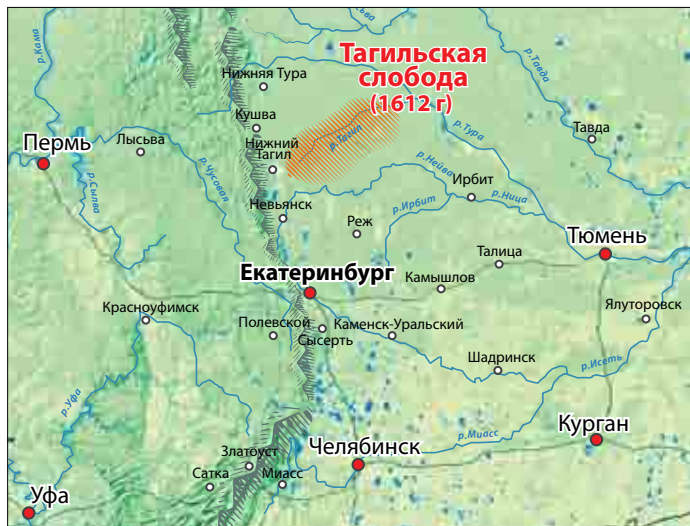 Тагильская
слобода
(1612 г)
р.Кама
р.Тавда
Нижняя Тура
Кушва
р.Тагил
р.Тура
Тавда
Пермь
Лысьва
Нижний
Тагил
р.Чусовая
р.Сылва
р.Нейва
Ирбит
р.Ирбит
р.Ница
Невьянск
Реж
Тюмень
Талица
Екатеринбург
Камышлов
Красноуфимск
Ялуторовск
Полевской
Сысерть
Каменск-Уральский
Шадринск
р.Исеть
р.Уфа
Курган
р.Миасс
Челябинск
Златоуст
Сатка
Миасс
Уфа